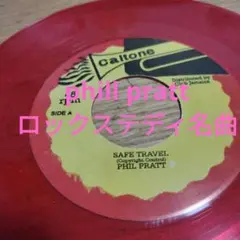 Caltone
phil pratt
ロックステディ名曲
SIDE A
SAFE TRAVEL
(Copyright Control)
PHIL PRATT